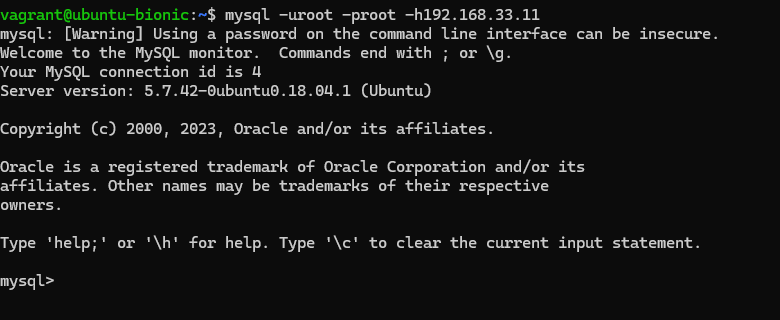 vagrant@ubuntu-bionic:~$ mysql -uroot -proot -h192.168.33.11
mysql: [Warning] Using a password on the command line interface can be insecure.
Welcome to the MySQL monitor.  Commands end with ; or \g.
Your MySQL connection id is 4
Server version: 5.7.42-0ubuntu0.18.04.1 (Ubuntu)
Copyright (c) 2000, 2023, Oracle and/or its affiliates.
Oracle is a registered trademark of Oracle Corporation and/or its
affiliates. Other names may be trademarks of their respective
owners.
Type 'help;' or '\h' for help. Type '\c' to clear the current input statement.
mysql>